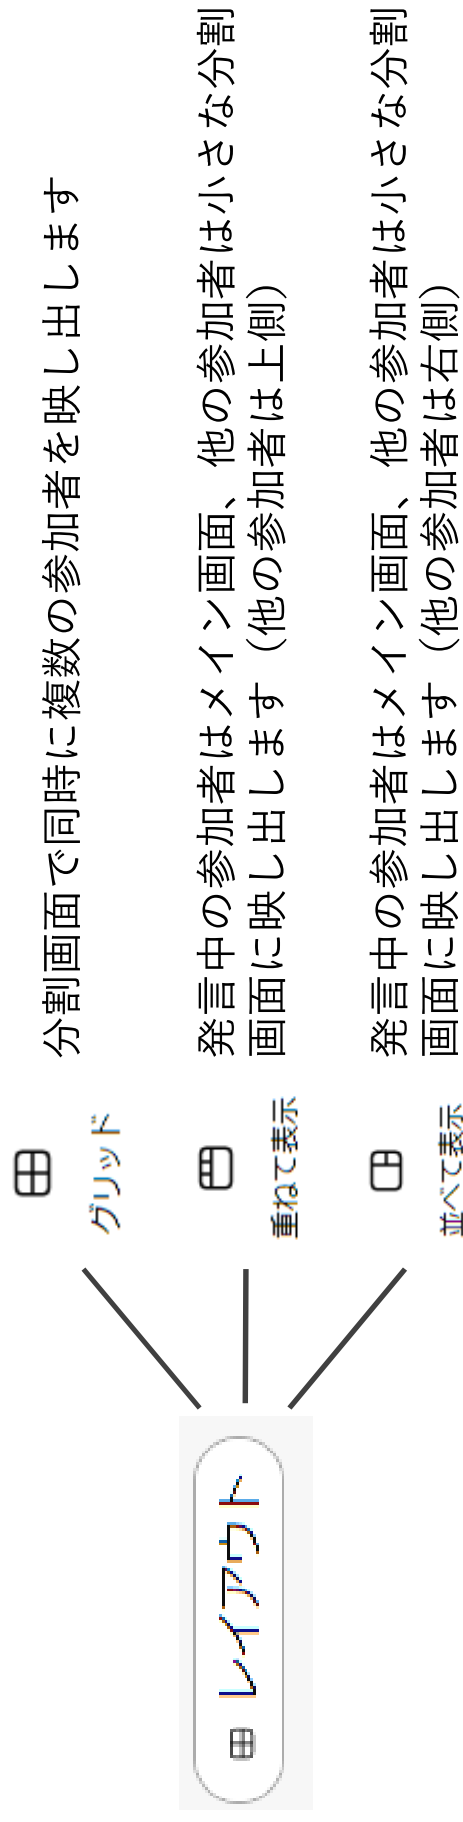 レイアウト
グリッド
分割画面で同時に複数の参加者を映し出します
重ねて表示
発言中の参加者はメイン画面、他の参加者は小さな分割
画面に映し出します（他の参加者は上側）
並べて表示
発言中の参加者はメイン画面、他の参加者は小さな分割
画面に映し出します（他の参加者は右側）